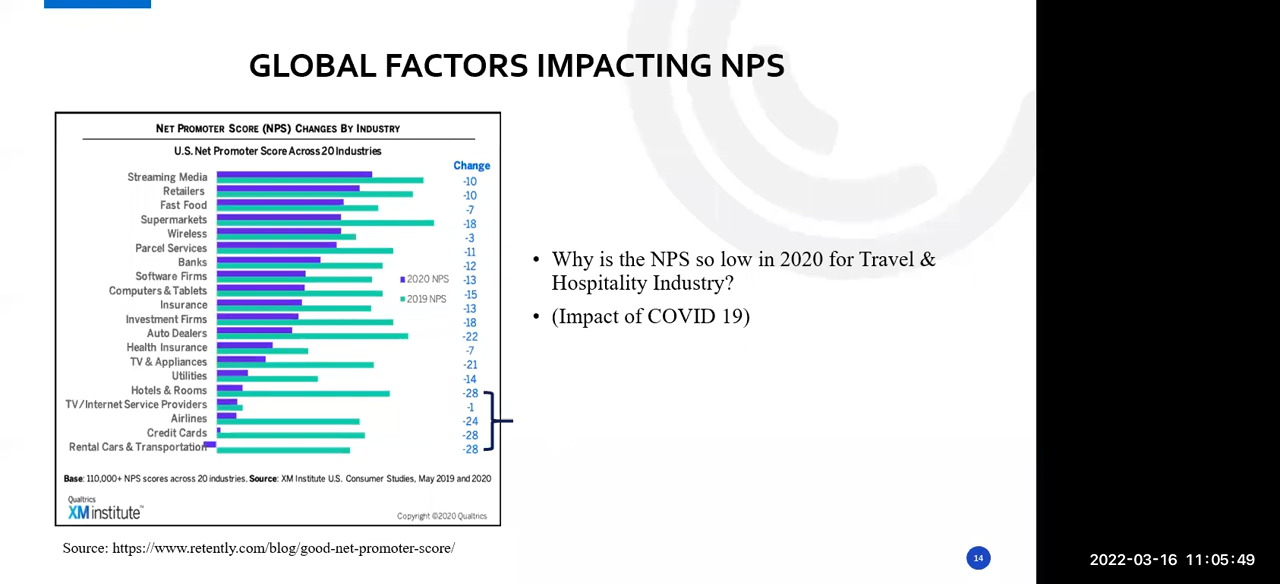 GLOBAL FACTORS IMPACTING NPS
NET PROMOTER SCORE (NPS) CHANGES BY INDUSTRY
U.S. Net Promoter Score Across 20 Industries
Change
Streaming Media -10
Retailers -10
Fast Food -7
Supermarkets -18
Wireless -3
Parcel Services -11
Banks -12
Software Firms -13
Computers & Tablets -15
Insurance -13
Investment Firms -18
Auto Dealers -22
Health Insurance -7
TV & Appliances -21
Utilities -14
Hotels & Rooms -28
TV/Internet Service Providers -1
Airlines -24
Credit Cards -28
Rental Cars & Transportation -28
2020 NPS
2019 NPS
Base: 110,000+ NPS scores across 20 industries. Source: XM Institute U.S. Consumer Studies, May 2019 and 2020
Qualtrics
XM institute™
Copyright ©2020 Qualtrics
Source: https://www.retently.com/blog/good-net-promoter-score/
• Why is the NPS so low in 2020 for Travel &
Hospitality Industry?
• (Impact of COVID 19)
14
2022-03-16 11:05:49